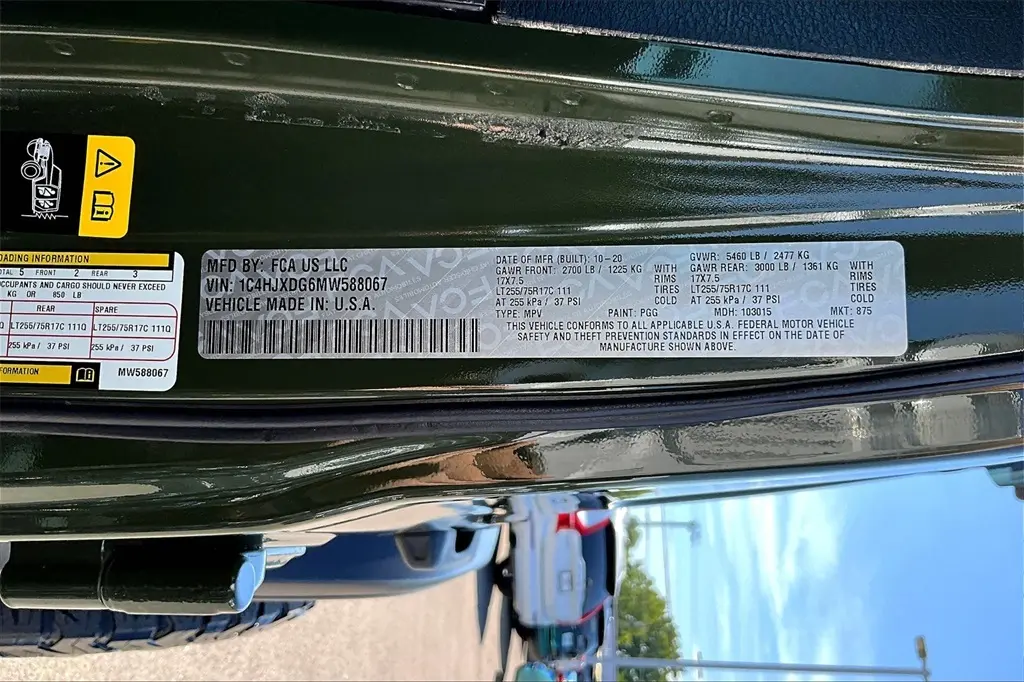 OADING INFORMATION
OTAL 5 FRONT 2 REAR 3
CCUPANTS AND CARGO SHOULD NEVER EXCEED
KG OR 850 LB
REAR SPARE
LT255/75R17C 111Q LT255/75R17C 111Q
255 kPa / 37 PSI 255 kPa / 37 PSI
FORMATION
MW588067
MFD BY: FCA US LLC
VIN: 1C4HJXDG6MW588067
VEHICLE MADE IN: U.S.A.
DATE OF MFR (BUILT): 10-20
GAWR FRONT: 2700 LB / 1225 KG WITH
17X7.5 RIMS
LT255/75R17C 111 TIRES
AT 255 kPa / 37 PSI
TYPE: MPV PAINT: PGG
GVWR: 5460 LB / 2477 KG
GAWR REAR: 3000 LB / 1361 KG WITH
17X7.5 RIMS
LT255/75R17C 111 TIRES
AT 255 kPa / 37 PSI
MDH: 103015 MKT: 875
THIS VEHICLE CONFORMS TO ALL APPLICABLE U.S.A. FEDERAL MOTOR VEHICLE
SAFETY AND THEFT PREVENTION STANDARDS IN EFFECT ON THE DATE OF
MANUFACTURE SHOWN ABOVE.